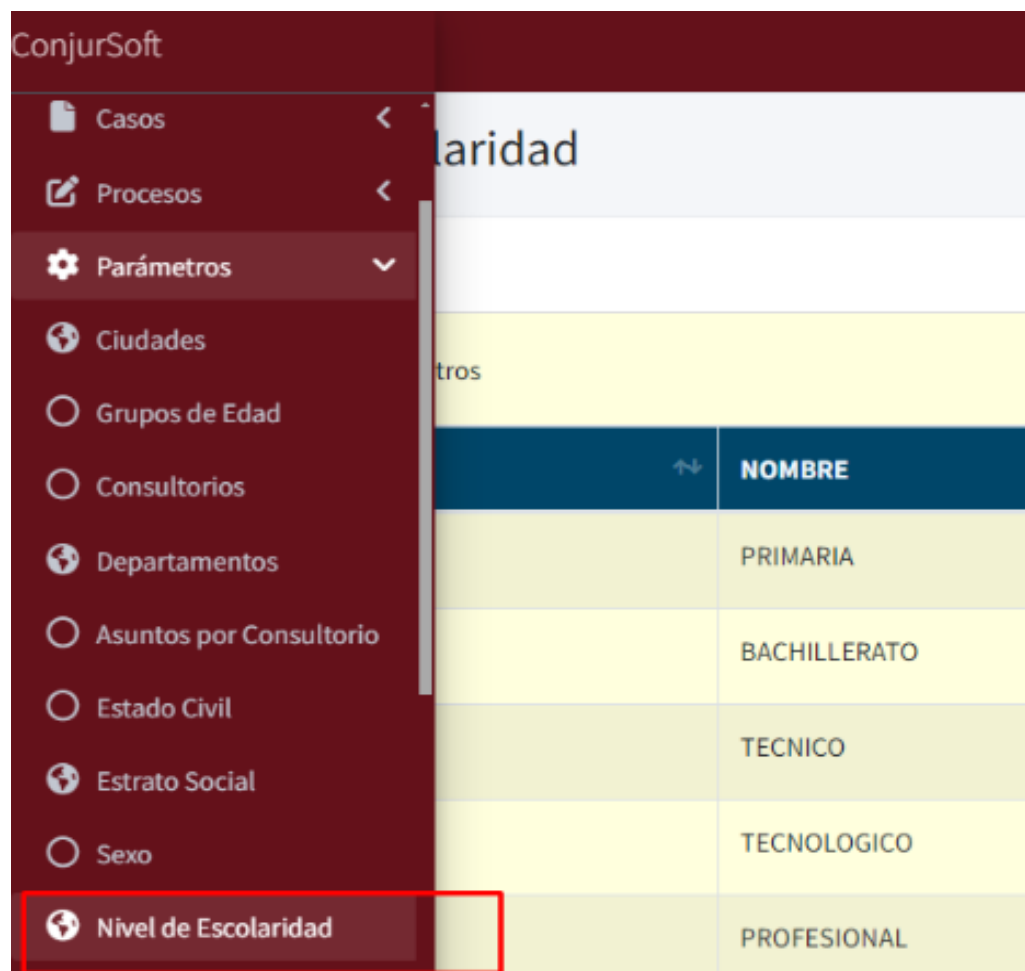 ConjurSoft
Casos
Procesos
Parámetros
Ciudades
Grupos de Edad
Consultorios
Departamentos
Asuntos por Consultorio
Estado Civil
Estrato Social
Sexo
Nivel de Escolaridad
laridad
tros
NOMBRE
PRIMARIA
BACHILLERATO
TECNICO
TECNOLOGICO
PROFESIONAL